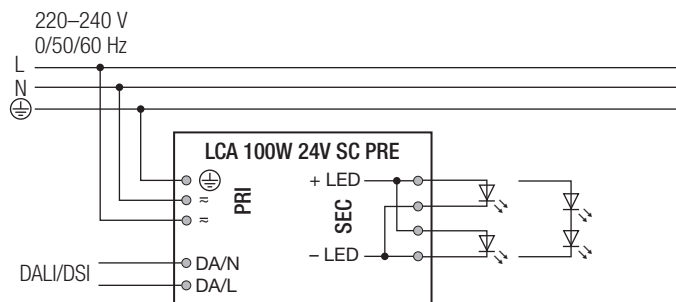 220–240 V
0/50/60 Hz
L
N
LCA 100W 24V SC PRE
PRI
≂
≂
SEC
+ LED
– LED
DALI/DSI
DA/N
DA/L